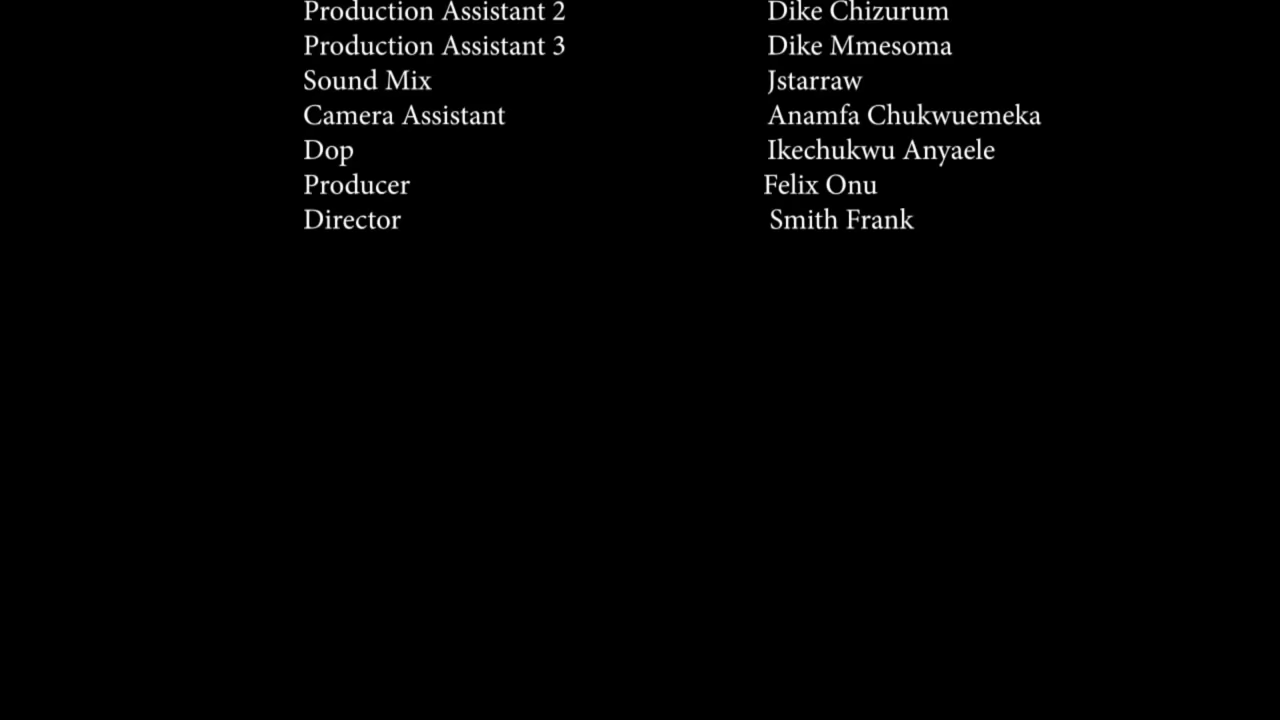 Production Assistant 2 Dike Chizurum
Production Assistant 3 Dike Mmesoma
Sound Mix Jstarraw
Camera Assistant Anamfa Chukwuemeka
Dop Ikechukwu Anyaele
Producer Felix Onu
Director Smith Frank